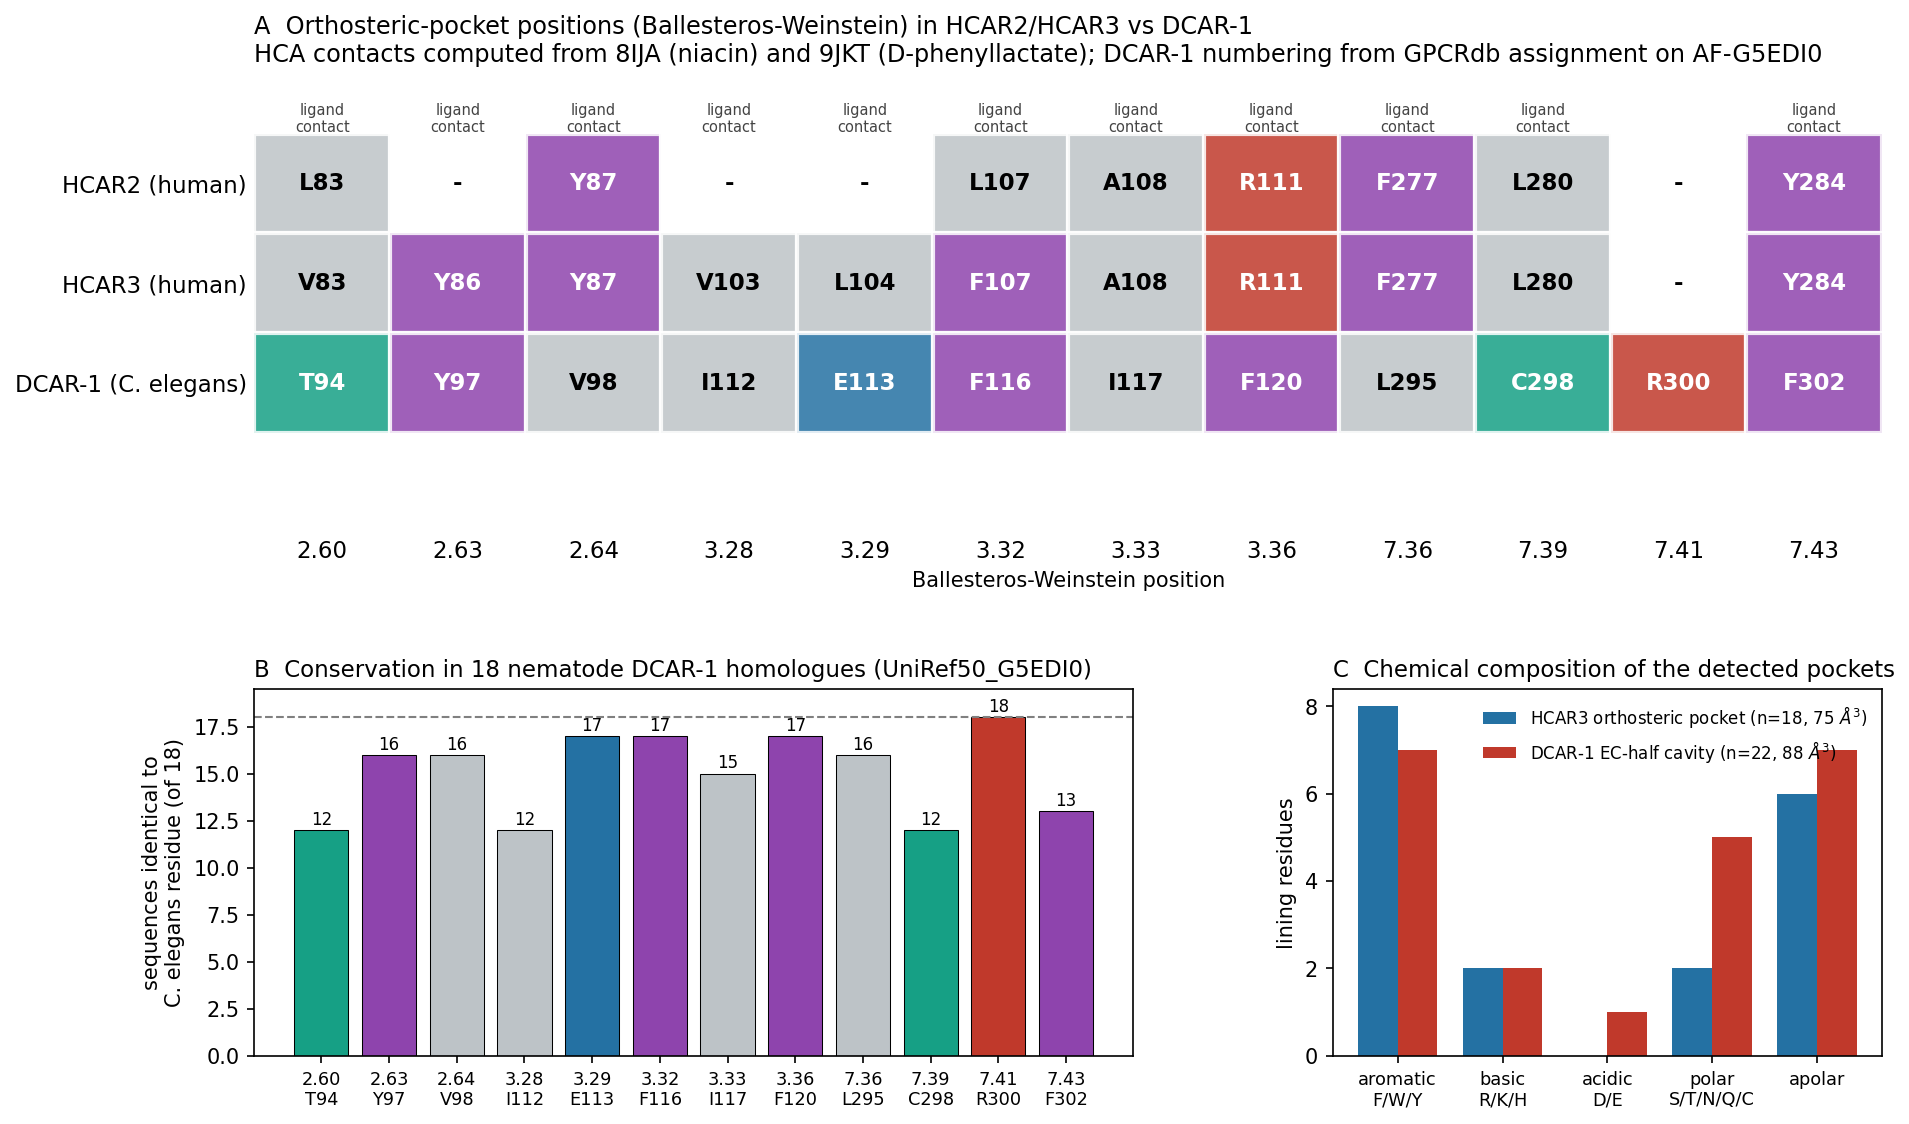 A  Orthosteric-pocket positions (Ballesteros-Weinstein) in HCAR2/HCAR3 vs DCAR-1
HCA contacts computed from 8IJA (niacin) and 9JKT (D-phenyllactate); DCAR-1 numbering from GPCRdb assignment on AF-G5EDI0
ligand contact ligand contact ligand contact ligand contact ligand contact ligand contact ligand contact ligand contact ligand contact ligand contact ligand contact
HCAR2 (human) L83 - Y87 - - L107 A108 R111 F277 L280 - Y284
HCAR3 (human) V83 Y86 Y87 V103 L104 F107 A108 R111 F277 L280 - Y284
DCAR-1 (C. elegans) T94 Y97 V98 I112 E113 F116 I117 F120 L295 C298 R300 F302
2.60 2.63 2.64 3.28 3.29 3.32 3.33 3.36 7.36 7.39 7.41 7.43
Ballesteros-Weinstein position
B  Conservation in 18 nematode DCAR-1 homologues (UniRef50_G5EDI0)
sequences identical to
C. elegans residue (of 18)
17.5
15.0
12.5
10.0
7.5
5.0
2.5
0.0
12 16 16 12 17 17 15 17 16 12 18 13
2.60 2.63 2.64 3.28 3.29 3.32 3.33 3.36 7.36 7.39 7.41 7.43
T94 Y97 V98 I112 E113 F116 I117 F120 L295 C298 R300 F302
C  Chemical composition of the detected pockets
HCAR3 orthosteric pocket (n=18, 75 Å³)
DCAR-1 EC-half cavity (n=22, 88 Å³)
lining residues
8
6
4
2
0
aromatic basic acidic polar apolar
F/W/Y R/K/H D/E S/T/N/Q/C